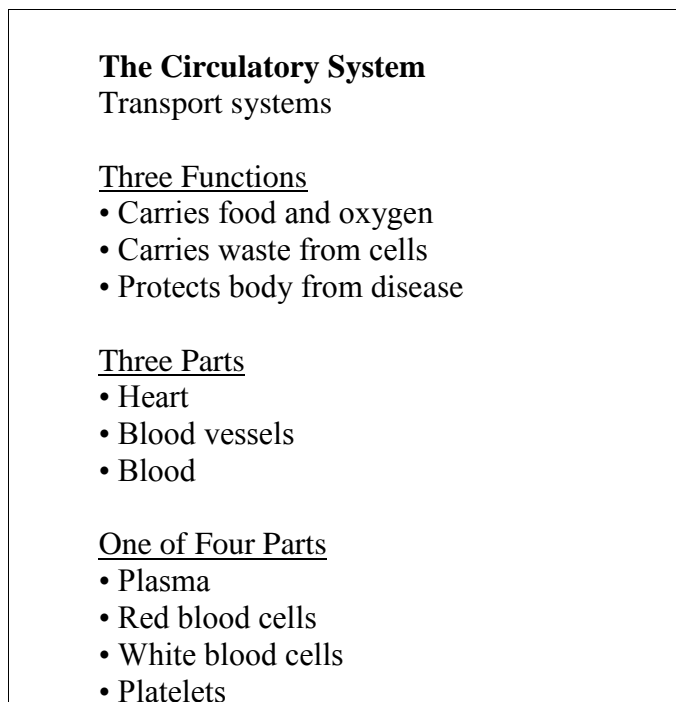 The Circulatory System
Transport systems
Three Functions
• Carries food and oxygen
• Carries waste from cells
• Protects body from disease
Three Parts
• Heart
• Blood vessels
• Blood
One of Four Parts
• Plasma
• Red blood cells
• White blood cells
• Platelets